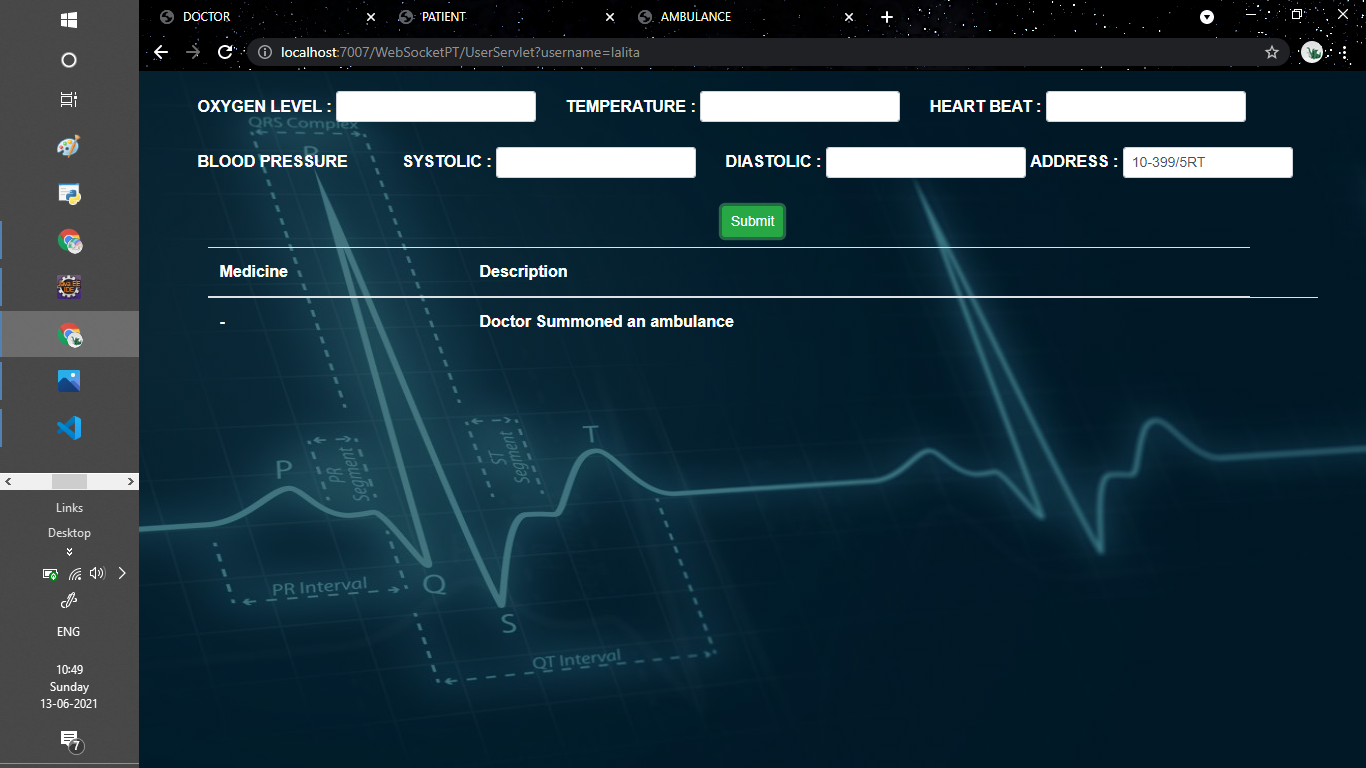 DOCTOR PATIENT AMBULANCE
localhost:7007/WebSocketPT/UserServlet?username=lalita
OXYGEN LEVEL : TEMPERATURE : HEART BEAT :
QRS Complex
R
BLOOD PRESSURE SYSTOLIC : DIASTOLIC : ADDRESS : 10-399/5RT
Submit
Medicine Description
- Doctor Summoned an ambulance
P
PR
Segment
ST
Segment
T
PR Interval
Q
S
QT Interval
Links
Desktop
ENG
10:49
Sunday
13-06-2021
7